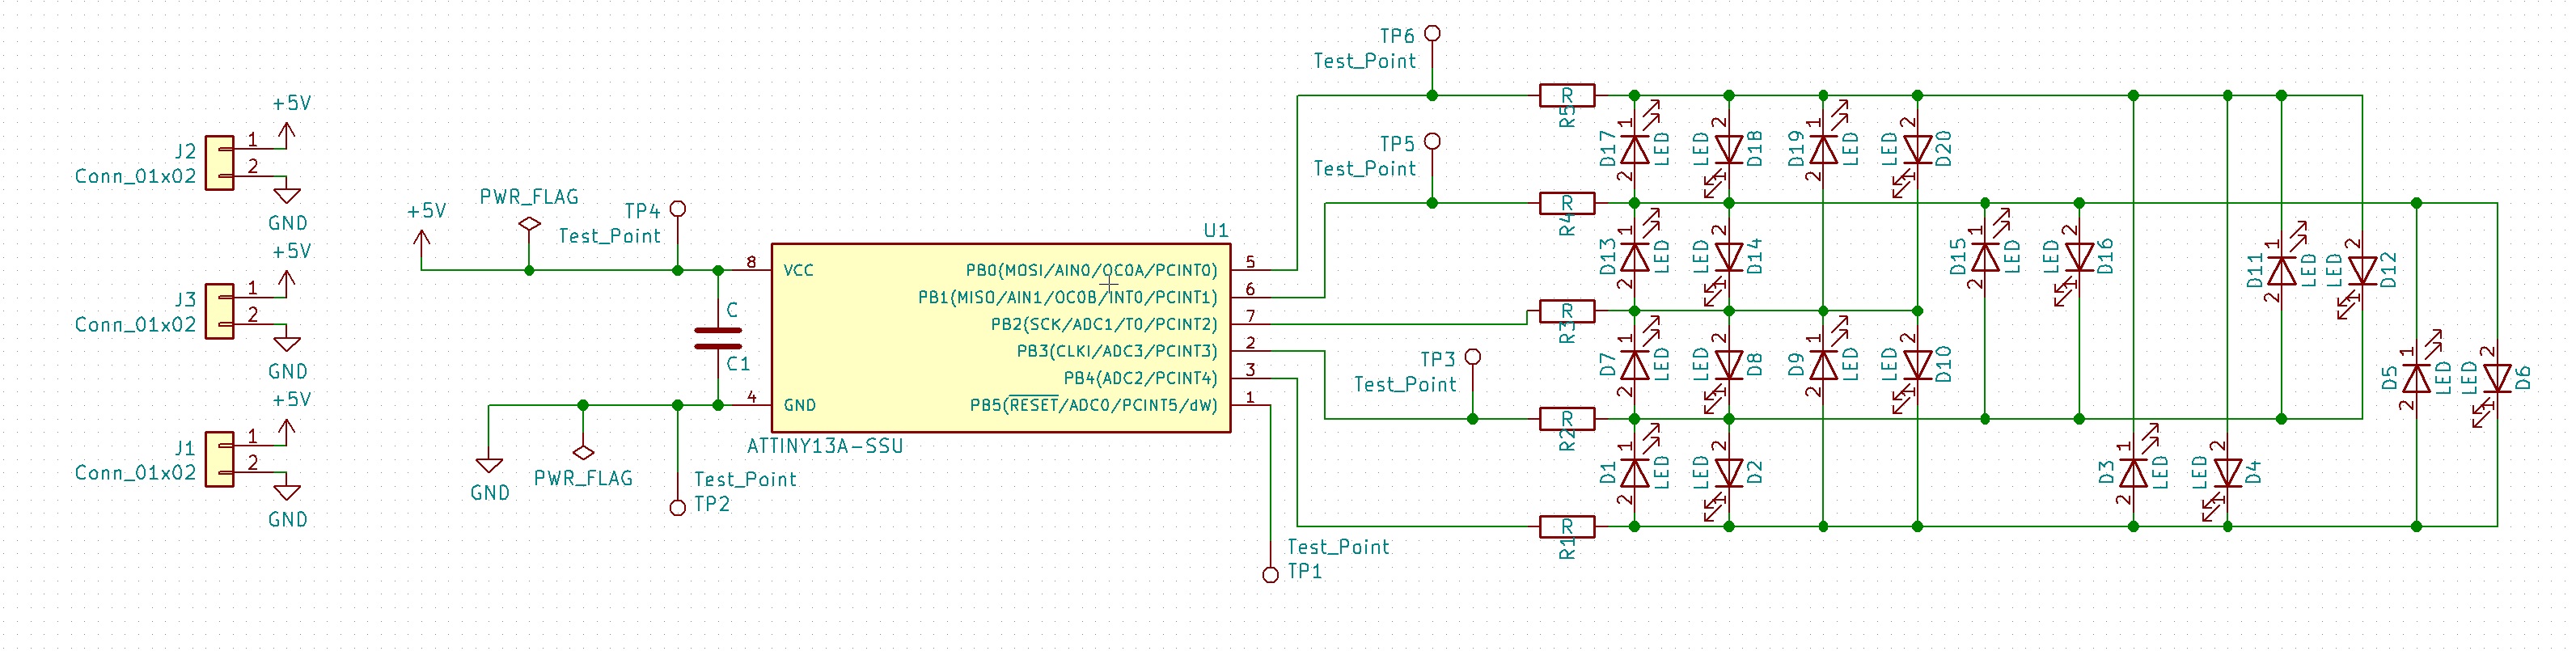 +5V
J2
Conn_01x02
1
2
GND
+5V
J3
Conn_01x02
1
2
GND
+5V
J1
Conn_01x02
1
2
GND
+5V
PWR_FLAG
TP4
Test_Point
C
C1
GND
PWR_FLAG
Test_Point
TP2
U1
8
VCC
4
GND
PB0(MOSI/AIN0/OC0A/PCINT0)
5
PB1(MISO/AIN1/OC0B/INT0/PCINT1)
6
PB2(SCK/ADC1/T0/PCINT2)
7
PB3(CLKI/ADC3/PCINT3)
2
PB4(ADC2/PCINT4)
3
PB5(RESET/ADC0/PCINT5/dW)
1
ATTINY13A-SSU
Test_Point
TP1
TP6
Test_Point
TP5
Test_Point
TP3
Test_Point
R
R5
R
R4
R
R3
R
R2
R
R1
D17
1
2
LED
LED
2
1
D18
D19
1
2
LED
LED
2
1
D20
D13
1
2
LED
LED
2
1
D14
D15
1
2
LED
LED
2
1
D16
D11
1
2
LED
LED
2
1
D12
D7
1
2
LED
LED
2
1
D8
D9
1
2
LED
LED
2
1
D10
D5
1
2
LED
LED
2
1
D6
D1
1
2
LED
LED
2
1
D2
D3
1
2
LED
LED
2
1
D4